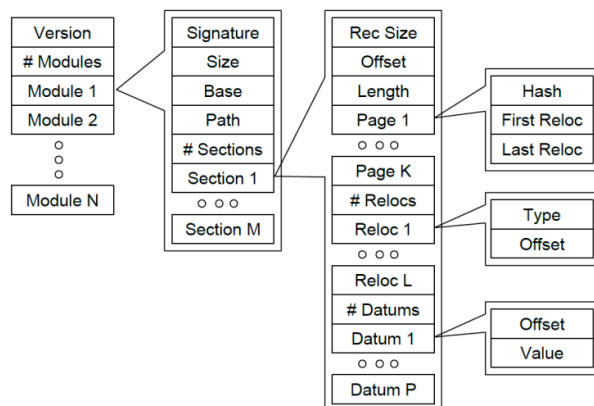 Version
# Modules
Module 1
Module 2
Module N
Signature
Size
Base
Path
# Sections
Section 1
Section M
Rec Size
Offset
Length
Page 1
Page K
# Relocs
Reloc 1
Reloc L
# Datums
Datum 1
Datum P
Hash
First Reloc
Last Reloc
Type
Offset
Offset
Value